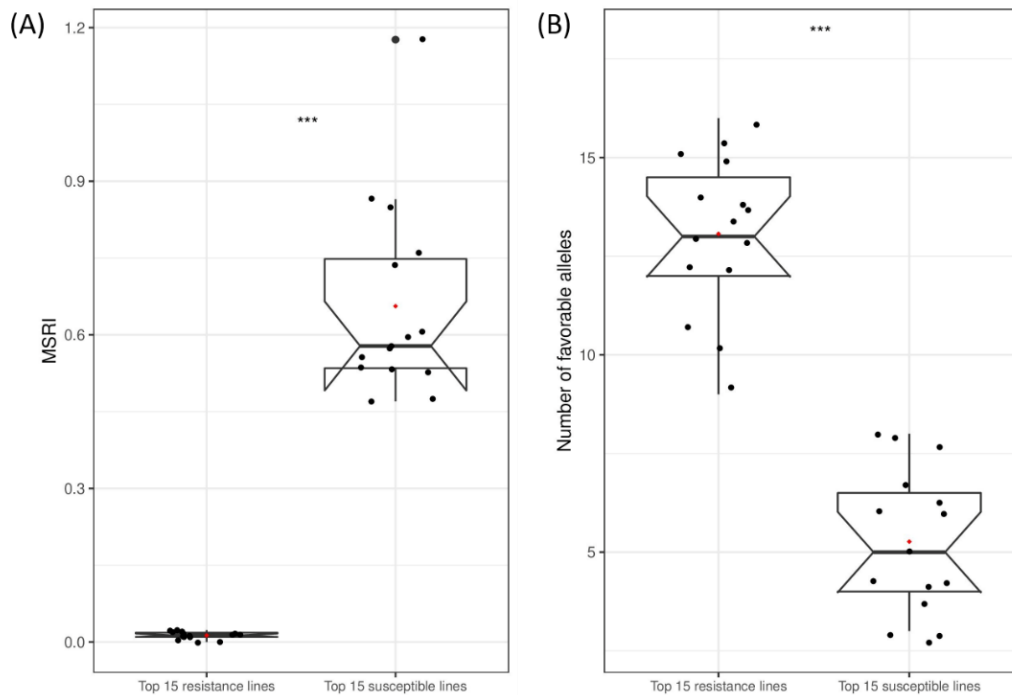 (A)
MSRI
1.2
0.9
0.6
0.3
0.0
***
Top 15 resistance lines
Top 15 susceptible lines
(B)
Number of favorable alleles
15
10
5
***
Top 15 resistance lines
Top 15 susceptible lines